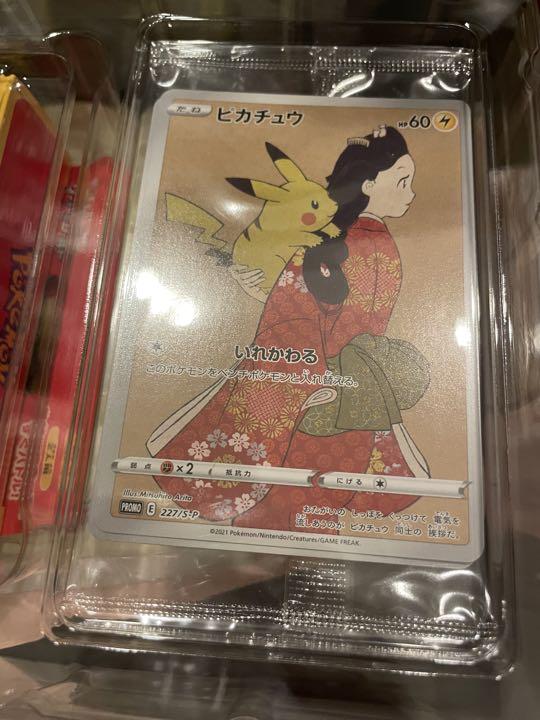 たね ピカチュウ HP60
いれかわる
このポケモンをベンチポケモンと入れ替える。
弱点 ×2 抵抗力 にげる
Illus. Mitsuhiro Arita
PROMO E 227/S-P
おたがいの しっぽを くっつけて 電気を
流しあうのが ピカチュウ 同士の 挨拶だ。
©2021 Pokémon/Nintendo/Creatures/GAME FREAK.
POKÉMON